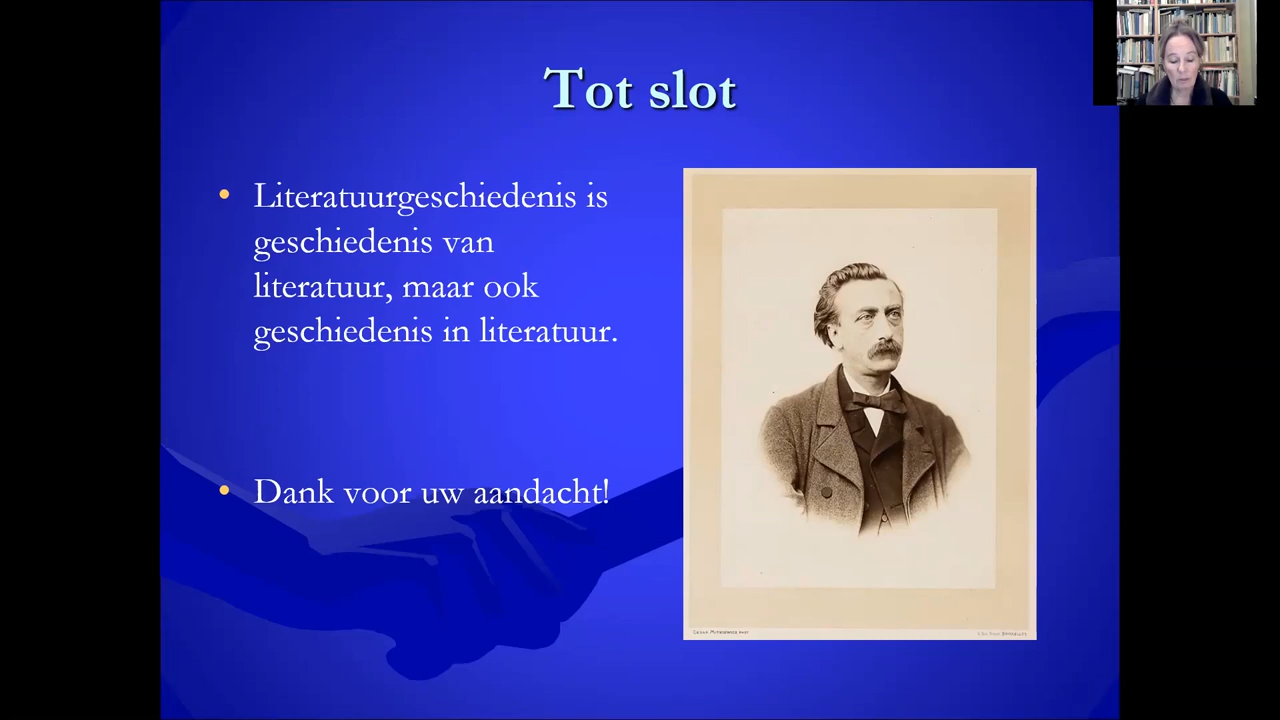 Tot slot
• Literatuurgeschiedenis is
geschiedenis van
literatuur, maar ook
geschiedenis in literatuur.
• Dank voor uw aandacht!